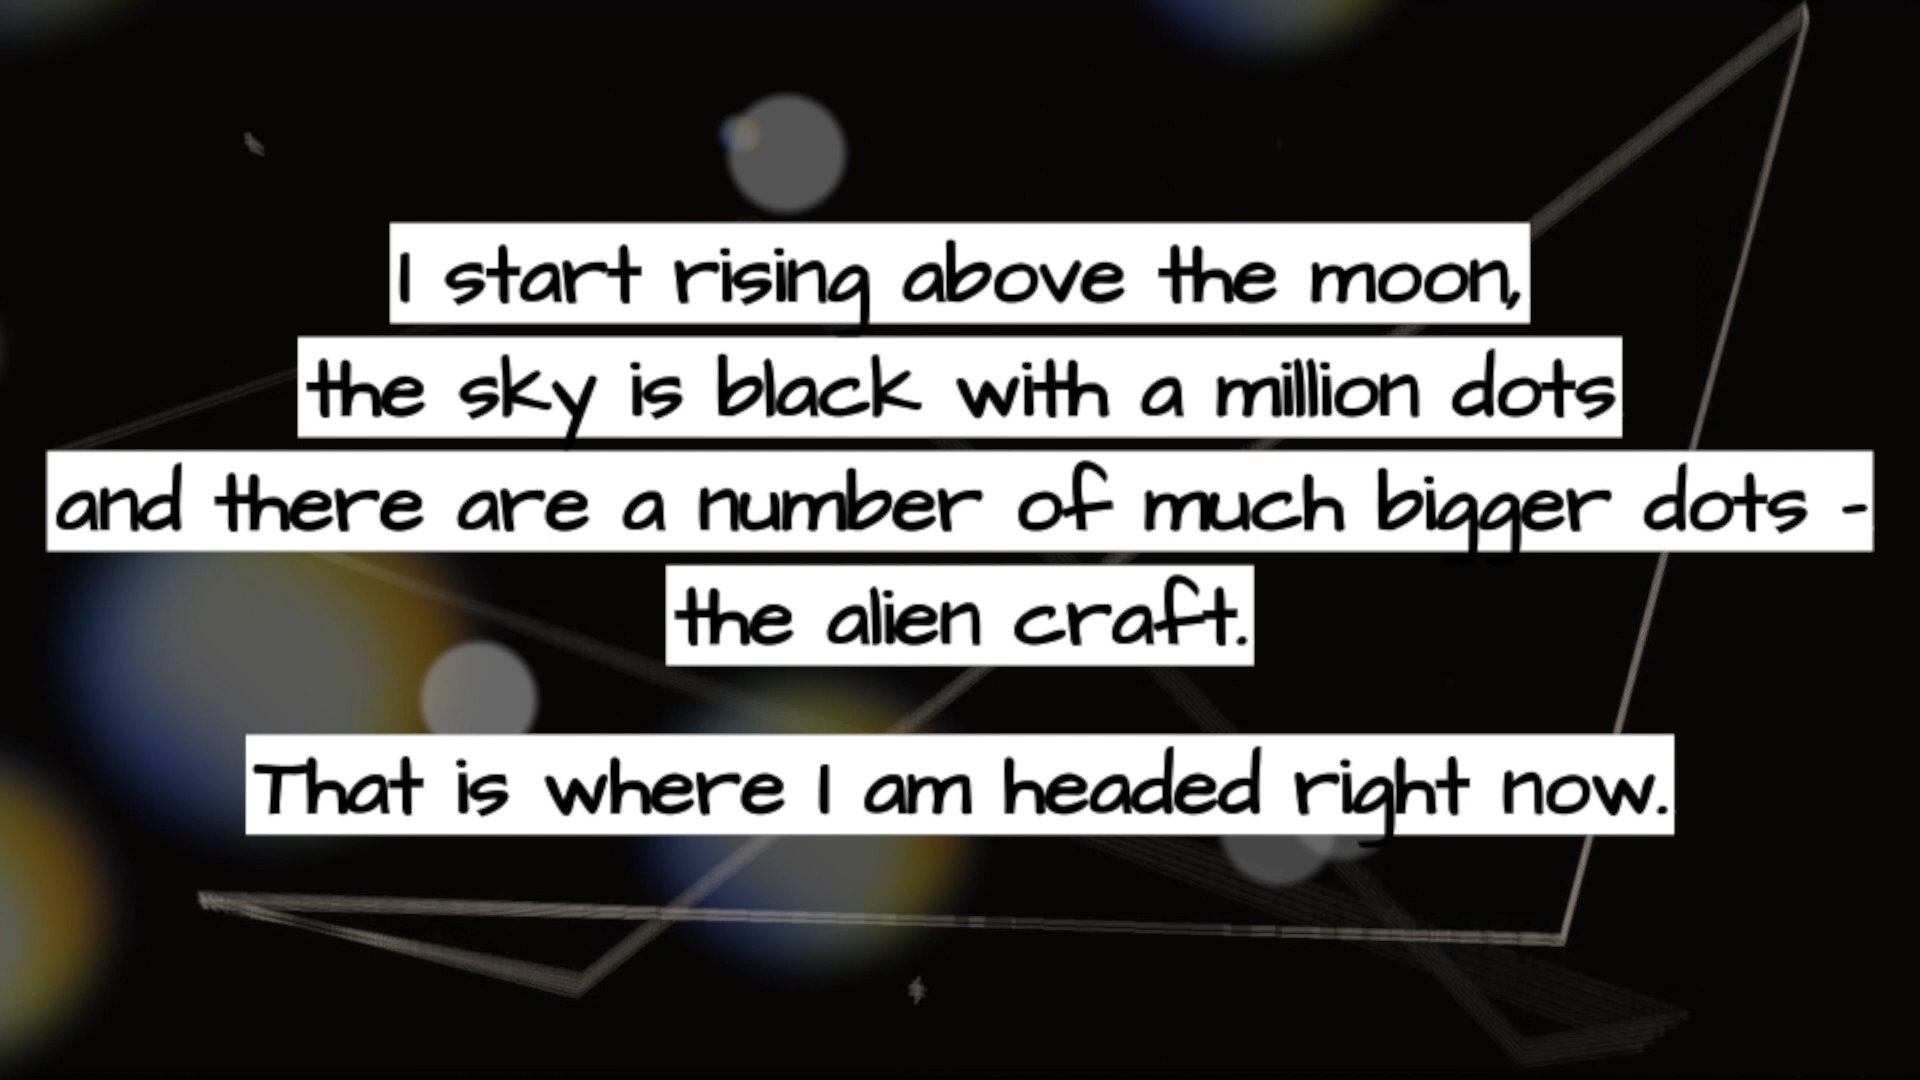 I start rising above the moon,
the sky is black with a million dots
and there are a number of much bigger dots -
the alien craft.
That is where I am headed right now.